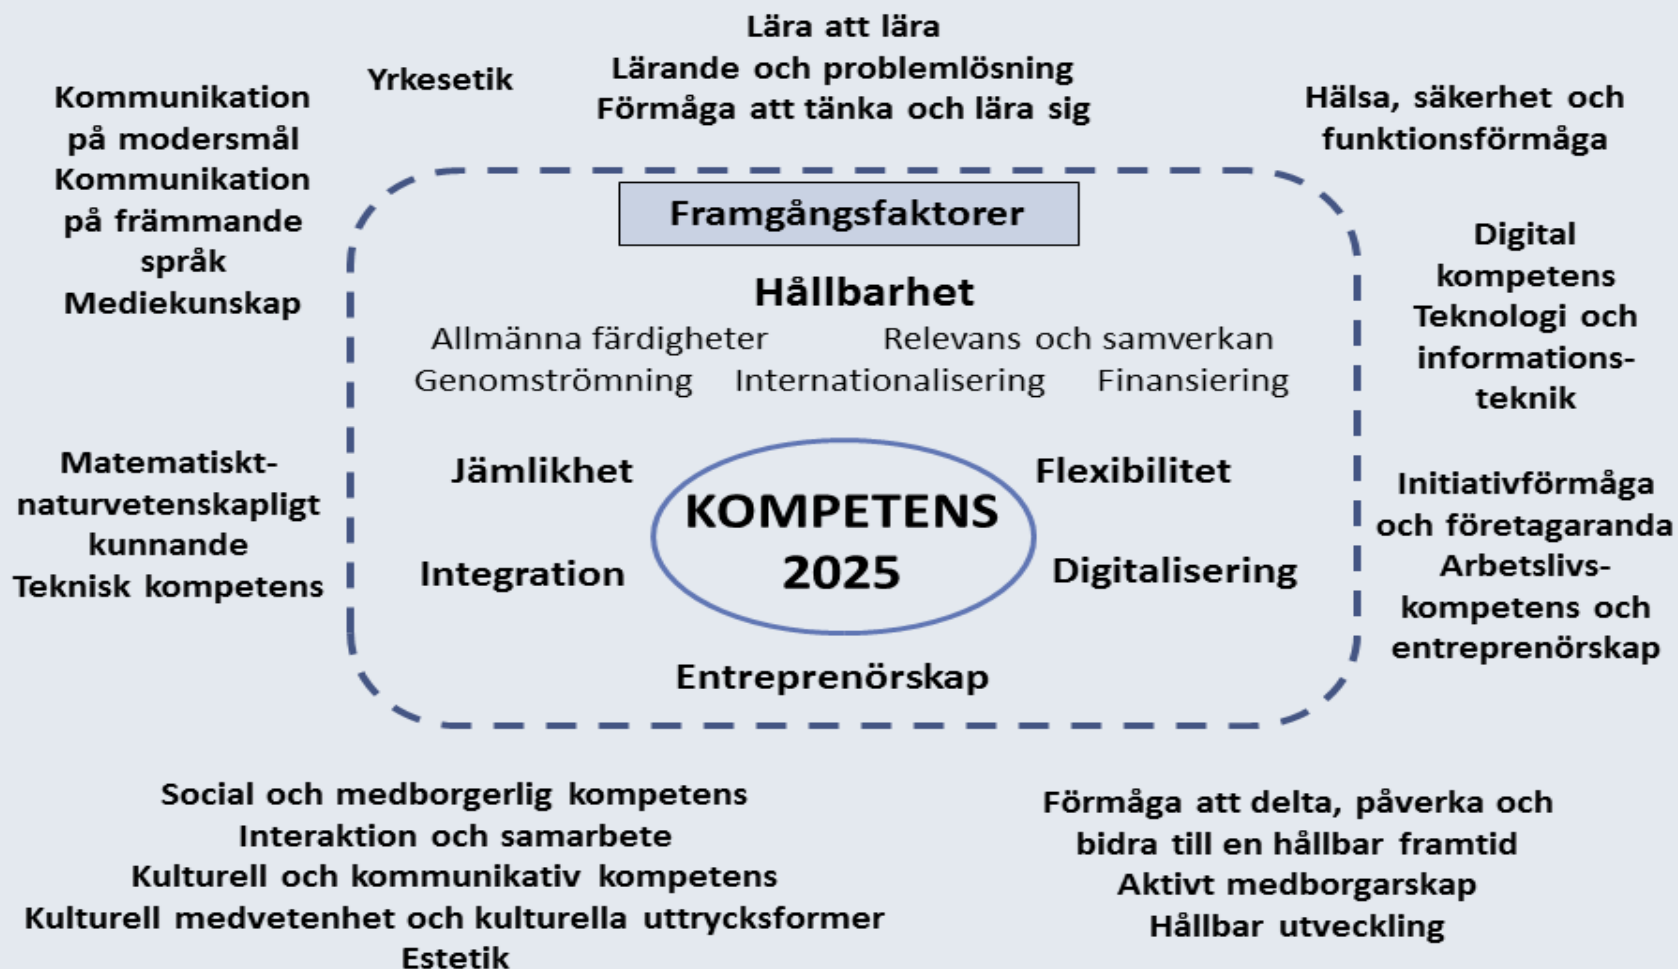 Lära att lära
Lärande och problemlösning
Förmåga att tänka och lära sig
Yrkesetik
Kommunikation
på modersmål
Kommunikation
på främmande
språk
Mediekunskap
Hälsa, säkerhet och
funktionsförmåga
Framgångsfaktorer
Hållbarhet
Allmänna färdigheter Relevans och samverkan
Genomströmning Internationalisering Finansiering
Digital
kompetens
Teknologi och
informations-
teknik
Matematiskt-
naturvetenskapligt
kunnande
Teknisk kompetens
Jämlikhet
Flexibilitet
KOMPETENS
2025
Integration
Digitalisering
Entreprenörskap
Initiativförmåga
och företagaranda
Arbetslivs-
kompetens och
entreprenörskap
Social och medborgerlig kompetens
Interaktion och samarbete
Kulturell och kommunikativ kompetens
Kulturell medvetenhet och kulturella uttrycksformer
Estetik
Förmåga att delta, påverka och
bidra till en hållbar framtid
Aktivt medborgarskap
Hållbar utveckling